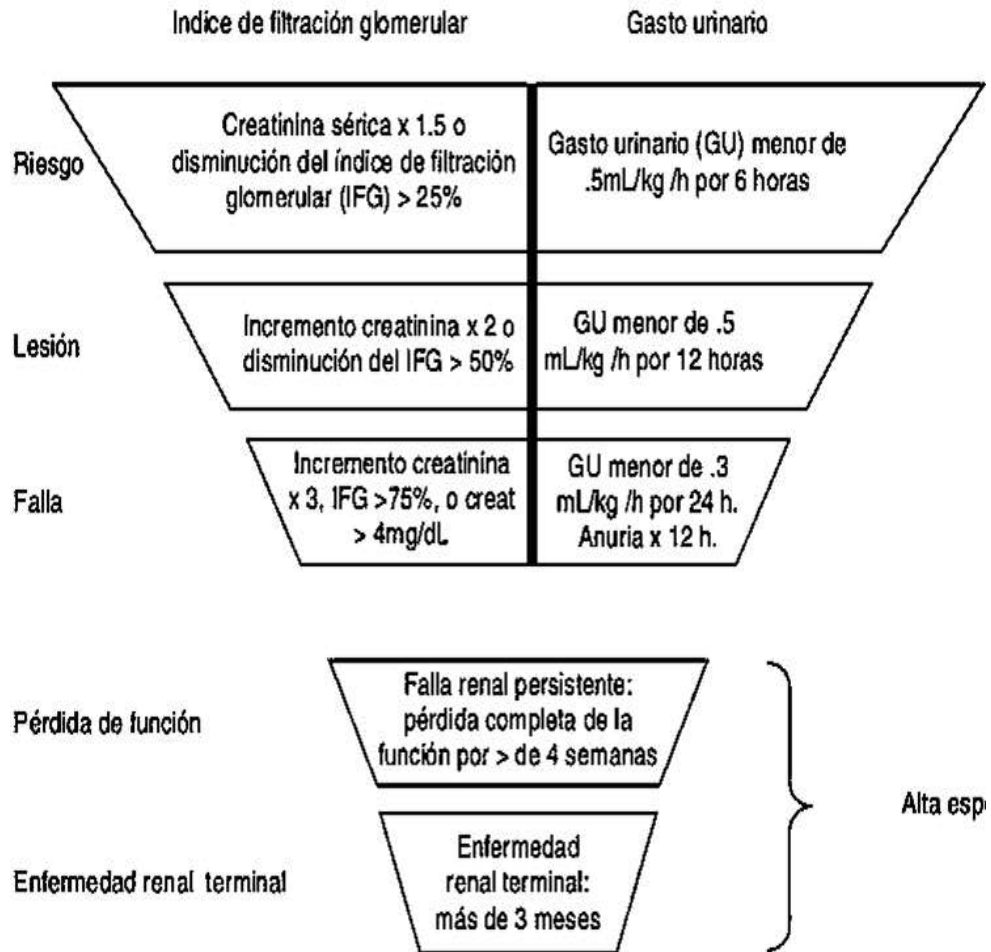 Indice de filtración glomerular
Gasto urinario
Riesgo
Creatinina sérica x 1.5 o
disminución del índice de filtración
glomerular (IFG) > 25%
Gasto urinario (GU) menor de
.5mL/kg /h por 6 horas
Lesión
Incremento creatinina x 2 o
disminución del IFG > 50%
GU menor de .5
mL/kg /h por 12 horas
Falla
Incremento creatinina
x 3, IFG >75%, o creat
> 4mg/dL
GU menor de .3
mL/kg /h por 24 h.
Anuria x 12 h.
Pérdida de función
Falla renal persistente:
pérdida completa de la
función por > de 4 semanas
Alta
Enfermedad renal terminal
Enfermedad
renal terminal:
más de 3 meses